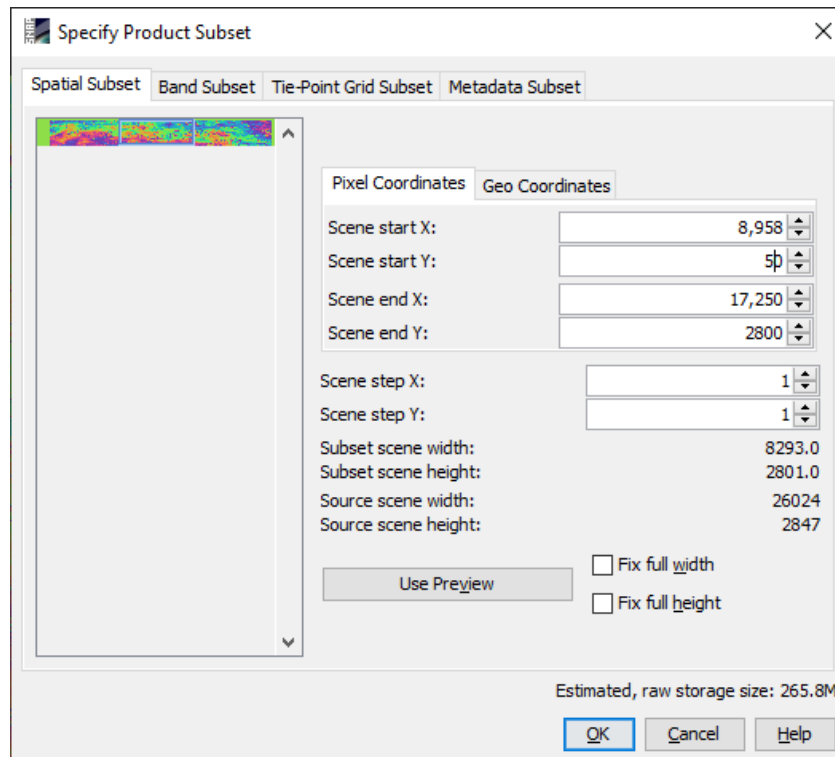 SNAP
Specify Product Subset
Spatial Subset Band Subset Tie-Point Grid Subset Metadata Subset
Pixel Coordinates Geo Coordinates
Scene start X: 8,958
Scene start Y: 50
Scene end X: 17,250
Scene end Y: 2800
Scene step X: 1
Scene step Y: 1
Subset scene width: 8293.0
Subset scene height: 2801.0
Source scene width: 26024
Source scene height: 2847
Use Preview
Fix full width
Fix full height
Estimated, raw storage size: 265.8M
OK Cancel Help